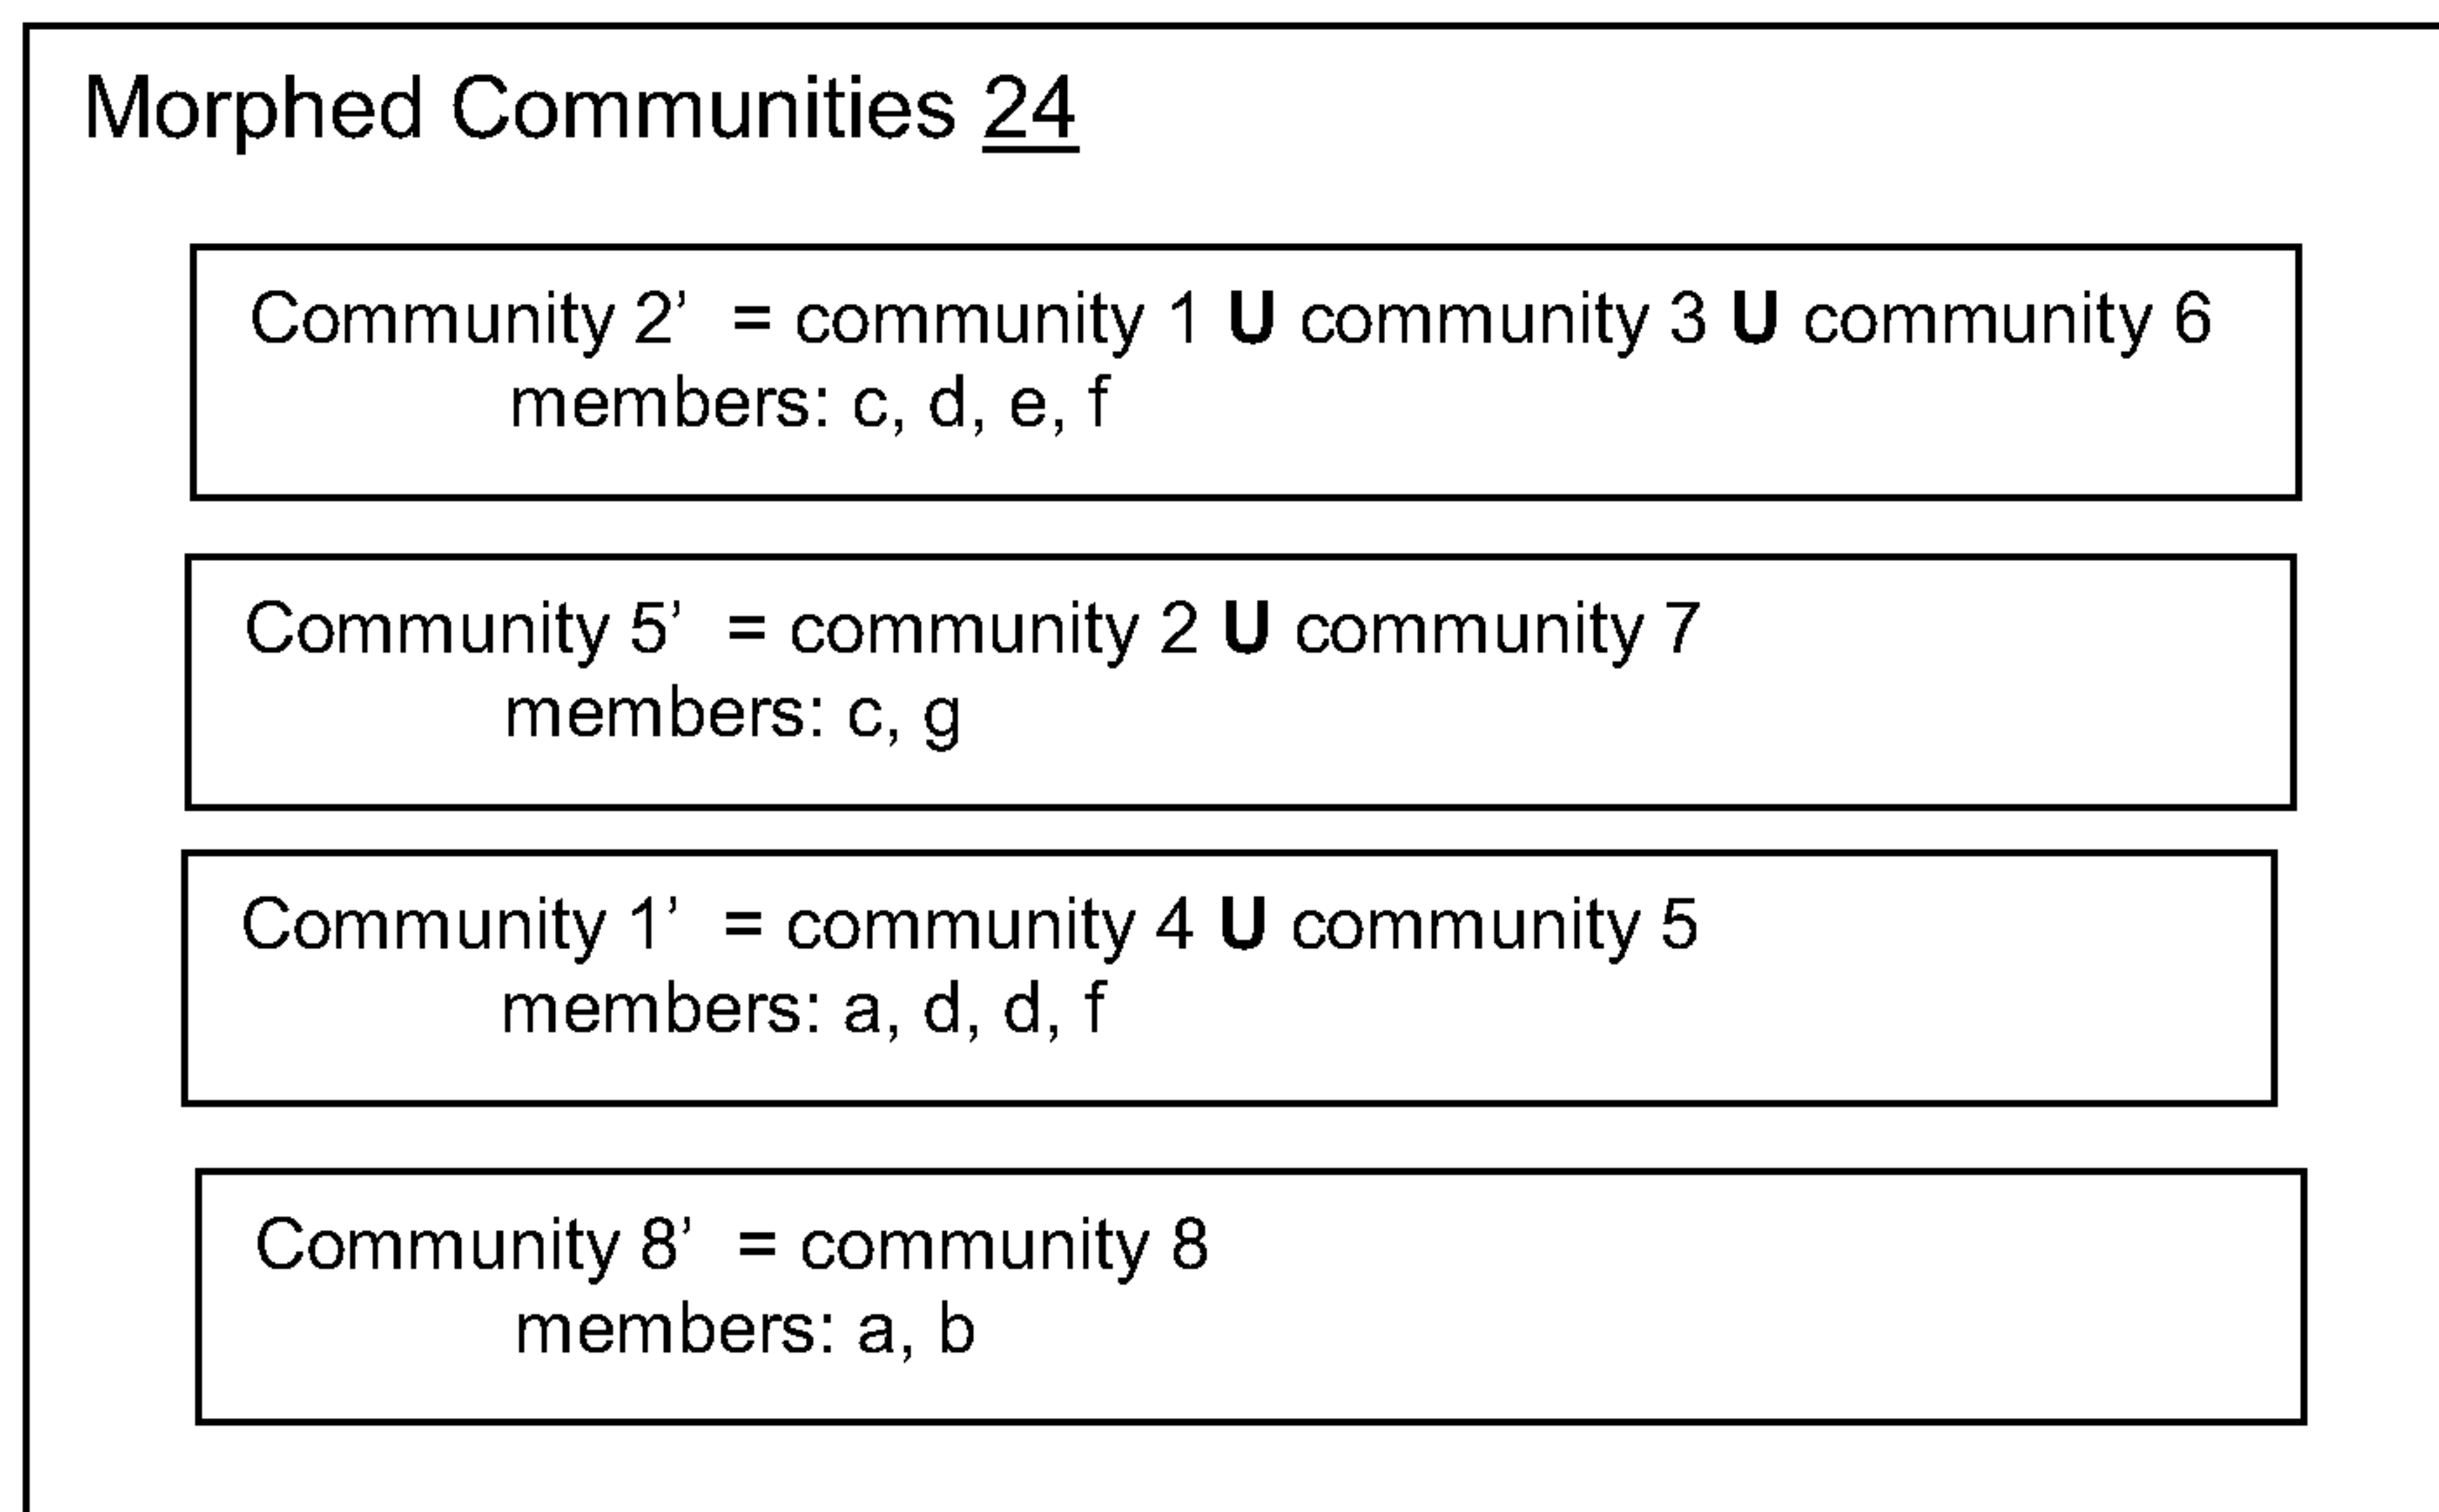 Morphed Communities 24
Community 2’ = community 1 U community 3 U community 6
members: c, d, e, f
Community 5’ = community 2 U community 7
members: c, g
Community 1’ = community 4 U community 5
members: a, d, d, f
Community 8’ = community 8
members: a, b